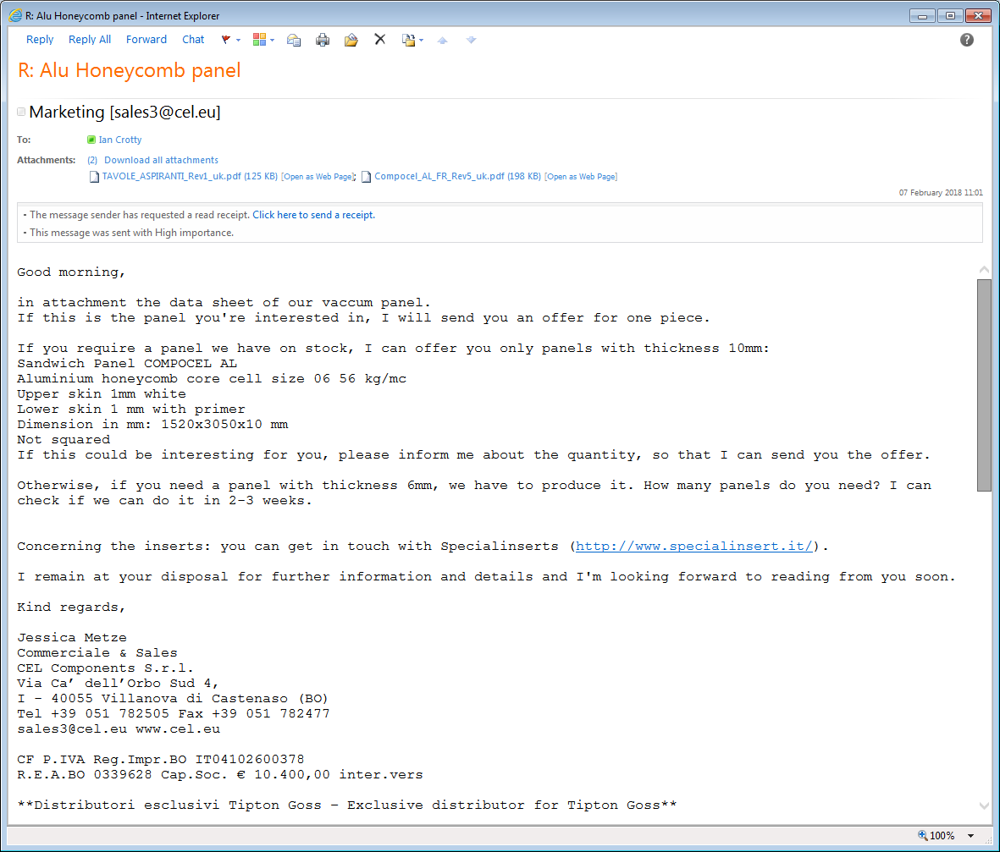 R: Alu Honeycomb panel - Internet Explorer
Reply Reply All Forward Chat
R: Alu Honeycomb panel
Marketing [sales3@cel.eu]
To: Ian Crotty
Attachments: (2) Download all attachments
TAVOLE_ASPIRANTI_Rev1_uk.pdf (125 KB) [Open as Web Page]; Compocel_AL_FR_Rev5_uk.pdf (198 KB) [Open as Web Page]
07 February 2018 11:01
- The message sender has requested a read receipt. Click here to send a receipt.
- This message was sent with High importance.
Good morning,
in attachment the data sheet of our vaccum panel.
If this is the panel you're interested in, I will send you an offer for one piece.
If you require a panel we have on stock, I can offer you only panels with thickness 10mm:
Sandwich Panel COMPOCEL AL
Aluminium honeycomb core cell size 06 56 kg/mc
Upper skin 1mm white
Lower skin 1 mm with primer
Dimension in mm: 1520x3050x10 mm
Not squared
If this could be interesting for you, please inform me about the quantity, so that I can send you the offer.
Otherwise, if you need a panel with thickness 6mm, we have to produce it. How many panels do you need? I can
check if we can do it in 2-3 weeks.
Concerning the inserts: you can get in touch with Specialinserts (http://www.specialinsert.it/).
I remain at your disposal for further information and details and I'm looking forward to reading from you soon.
Kind regards,
Jessica Metze
Commerciale & Sales
CEL Components S.r.l.
Via Ca’ dell’Orbo Sud 4,
I - 40055 Villanova di Castenaso (BO)
Tel +39 051 782505 Fax +39 051 782477
sales3@cel.eu www.cel.eu
CF P.IVA Reg.Impr.BO IT04102600378
R.E.A.BO 0339628 Cap.Soc. € 10.400,00 inter.vers
**Distributori esclusivi Tipton Goss – Exclusive distributor for Tipton Goss**
100%